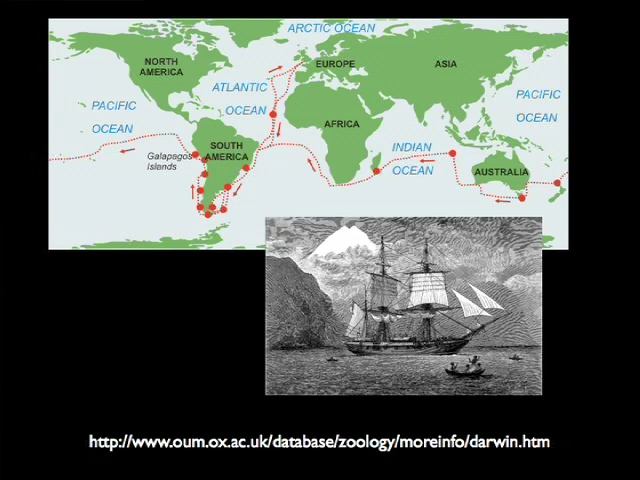 ARCTIC OCEAN
NORTH
AMERICA
EUROPE
ASIA
ATLANTIC
OCEAN
PACIFIC
OCEAN
PACIFIC
OCEAN
AFRICA
INDIAN
OCEAN
SOUTH
AMERICA
Galapagos
islands
AUSTRALIA
http://www.oum.ox.ac.uk/database/zoology/moreinfo/darwin.htm